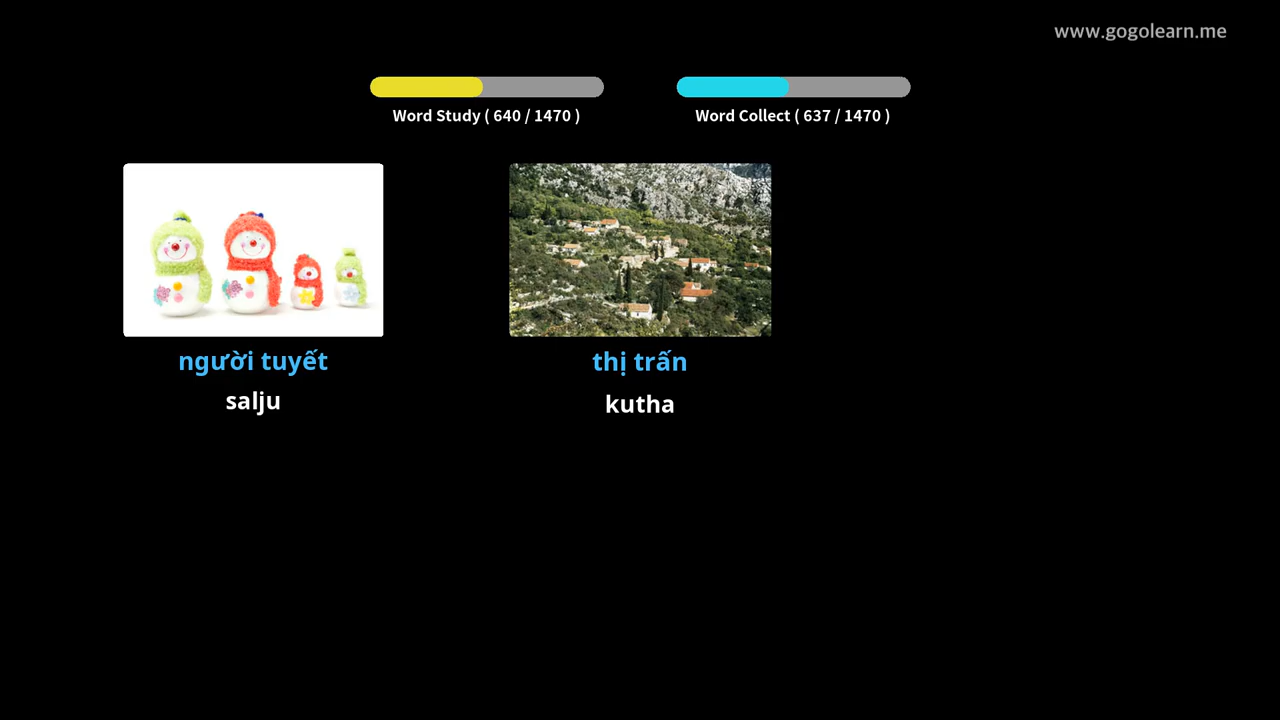 www.gogolearn.me
Word Study ( 640 / 1470 )
Word Collect ( 637 / 1470 )
người tuyết
salju
thị trấn
kutha